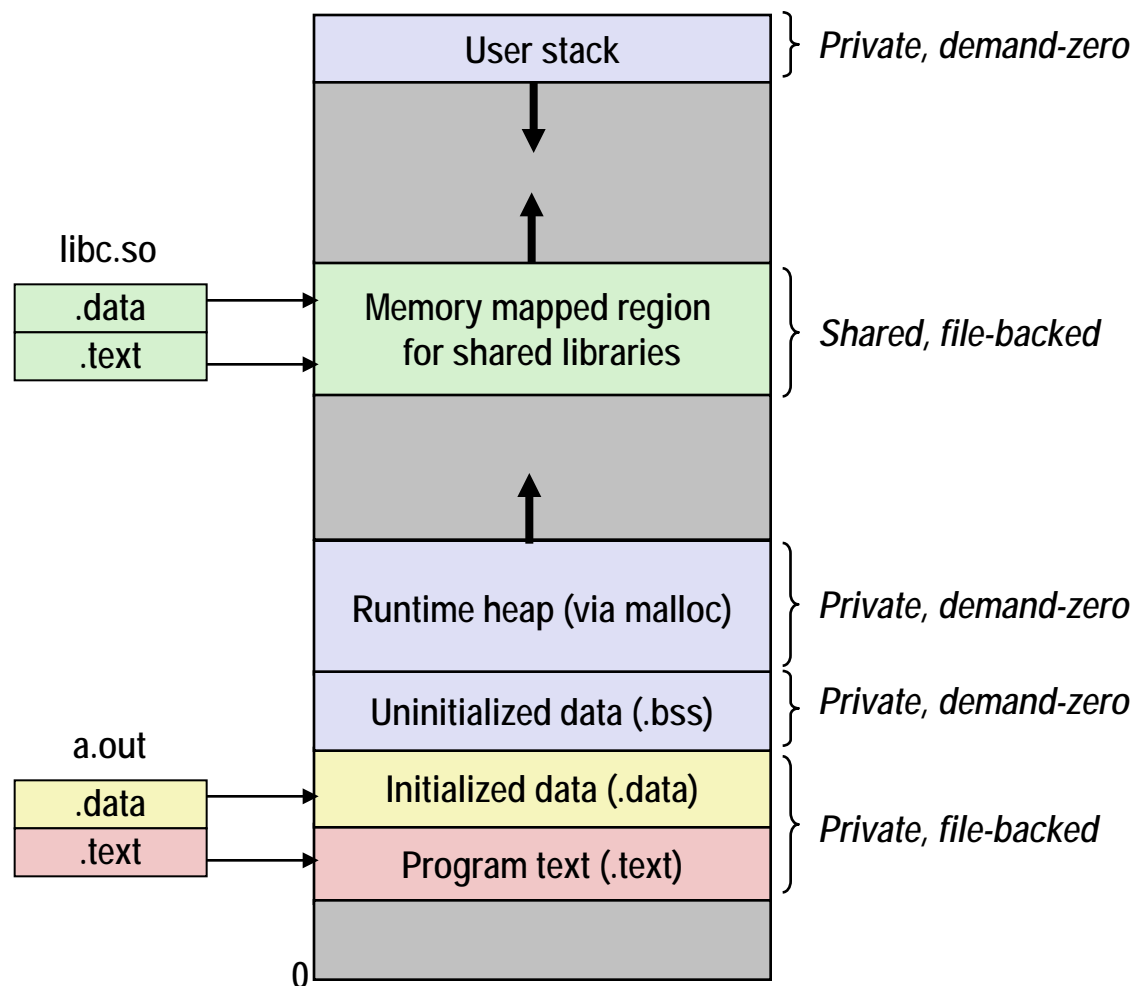 User stack
Private, demand-zero
libc.so
.data
.text
Memory mapped region
for shared libraries
Shared, file-backed
Runtime heap (via malloc)
Private, demand-zero
Uninitialized data (.bss)
Private, demand-zero
a.out
.data
.text
Initialized data (.data)
Program text (.text)
Private, file-backed
0